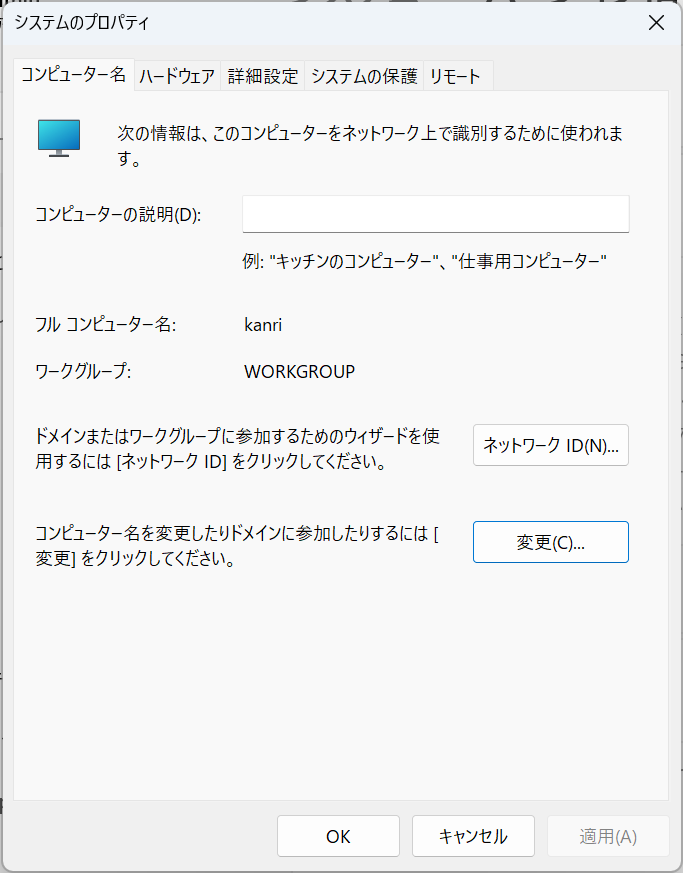 システムのプロパティ
コンピューター名 ハードウェア 詳細設定 システムの保護 リモート
次の情報は、このコンピューターをネットワーク上で識別するために使われま
す。
コンピューターの説明(D):
例: "キッチンのコンピューター"、"仕事用コンピューター"
フル コンピューター名: kanri
ワークグループ: WORKGROUP
ドメインまたはワークグループに参加するためのウィザードを使
用するには [ネットワーク ID] をクリックしてください。
ネットワーク ID(N)...
コンピューター名を変更したりドメインに参加したりするには [
変更] をクリックしてください。
変更(C)...
OK キャンセル 適用(A)